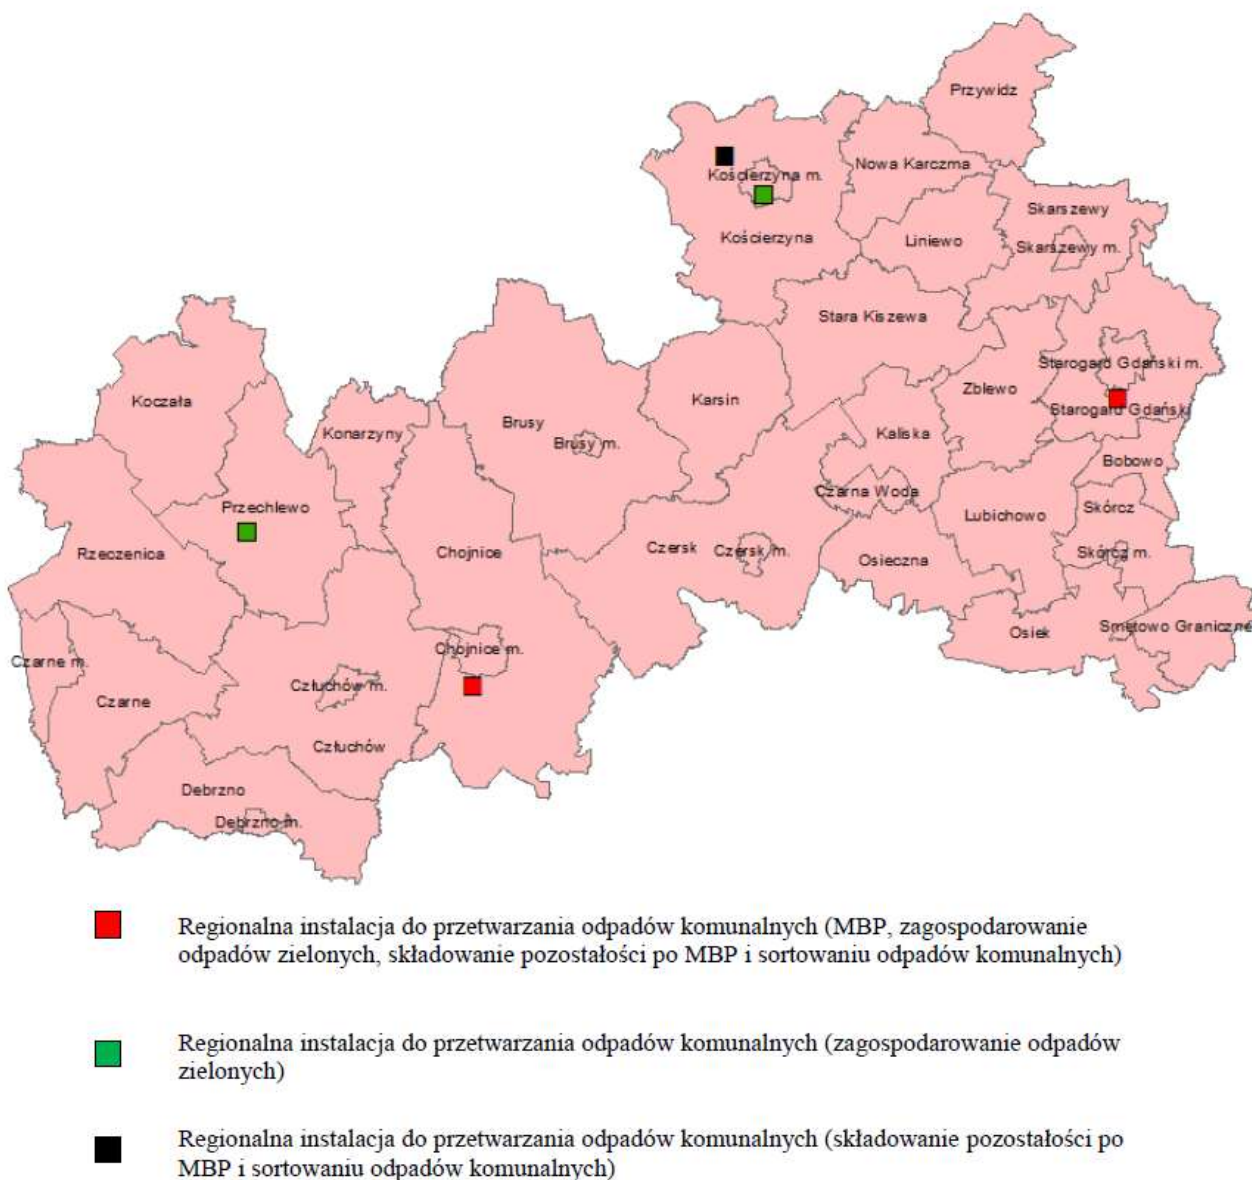 Przywidz
Kościerzyna m.
Nowa Karczma
Skarszewy
Kościerzyna
Liniewo
Skarszewy m.
Stara Kiszewa
Starogard Gdański m.
Zblewo
Koczała
Karsin
Starogard Gdański
Brusy
Konarzyny
Kaliska
Brusy m.
Bobowo
Czarna Woda
Przechlewo
Skórcz
Lubichowo
Rzeczenica
Chojnice
Czersk
Czersk m.
Skórcz m.
Osieczna
Smętowo Graniczne
Osiek
Chojnice m.
Czarne m.
Człuchów m.
Czarne
Człuchów
Debrzno
Debrzno m.
Regionalna instalacja do przetwarzania odpadów komunalnych (MBP, zagospodarowanie
odpadów zielonych, składowanie pozostałości po MBP i sortowaniu odpadów komunalnych)
Regionalna instalacja do przetwarzania odpadów komunalnych (zagospodarowanie odpadów
zielonych)
Regionalna instalacja do przetwarzania odpadów komunalnych (składowanie pozostałości po
MBP i sortowaniu odpadów komunalnych)